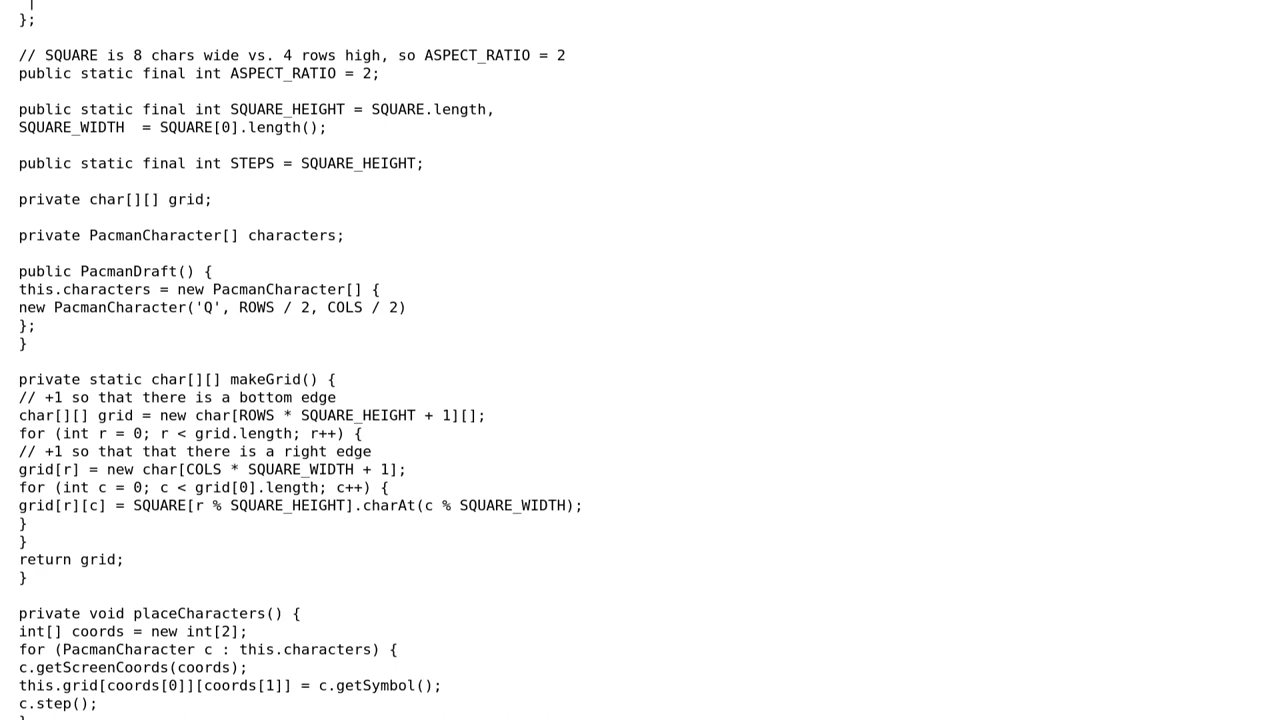 };
// SQUARE is 8 chars wide vs. 4 rows high, so ASPECT_RATIO = 2
public static final int ASPECT_RATIO = 2;
public static final int SQUARE_HEIGHT = SQUARE.length,
SQUARE_WIDTH  = SQUARE[0].length();
public static final int STEPS = SQUARE_HEIGHT;
private char[][] grid;
private PacmanCharacter[] characters;
public PacmanDraft() {
this.characters = new PacmanCharacter[] {
new PacmanCharacter('Q', ROWS / 2, COLS / 2)
};
}
private static char[][] makeGrid() {
// +1 so that there is a bottom edge
char[][] grid = new char[ROWS * SQUARE_HEIGHT + 1][];
for (int r = 0; r < grid.length; r++) {
// +1 so that that there is a right edge
grid[r] = new char[COLS * SQUARE_WIDTH + 1];
for (int c = 0; c < grid[0].length; c++) {
grid[r][c] = SQUARE[r % SQUARE_HEIGHT].charAt(c % SQUARE_WIDTH);
}
}
return grid;
}
private void placeCharacters() {
int[] coords = new int[2];
for (PacmanCharacter c : this.characters) {
c.getScreenCoords(coords);
this.grid[coords[0]][coords[1]] = c.getSymbol();
c.step();